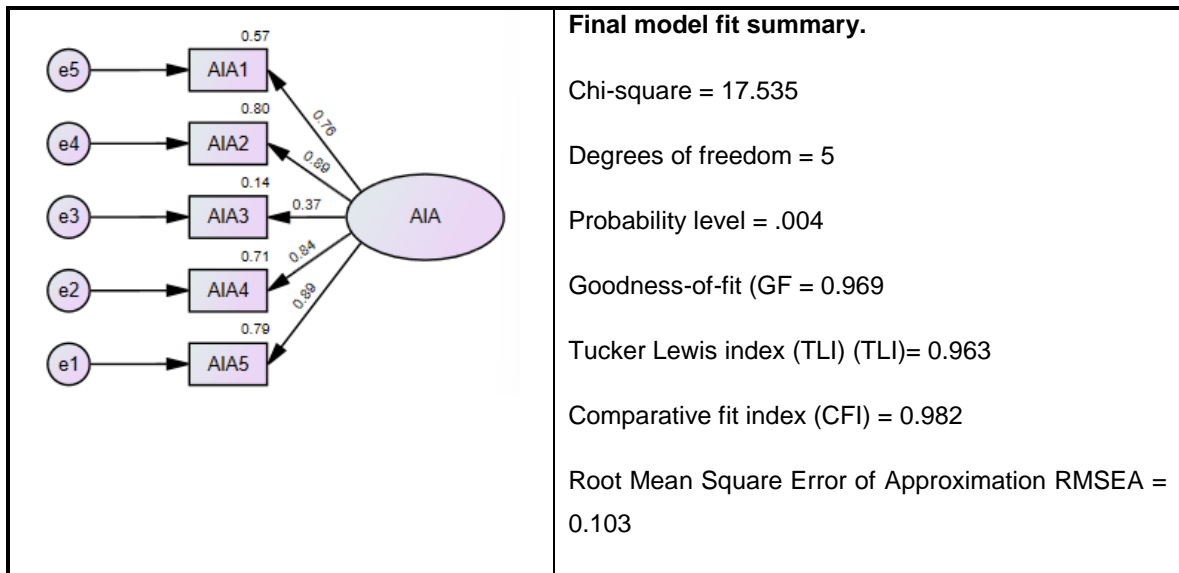 0.57
e5
AIA1
0.76
0.80
e4
AIA2
0.89
0.14
e3
AIA3
0.37
AIA
0.71
e2
AIA4
0.84
0.79
e1
AIA5
0.89
Final model fit summary.
Chi-square = 17.535
Degrees of freedom = 5
Probability level = .004
Goodness-of-fit (GF = 0.969
Tucker Lewis index (TLI) (TLI)= 0.963
Comparative fit index (CFI) = 0.982
Root Mean Square Error of Approximation RMSEA =
0.103